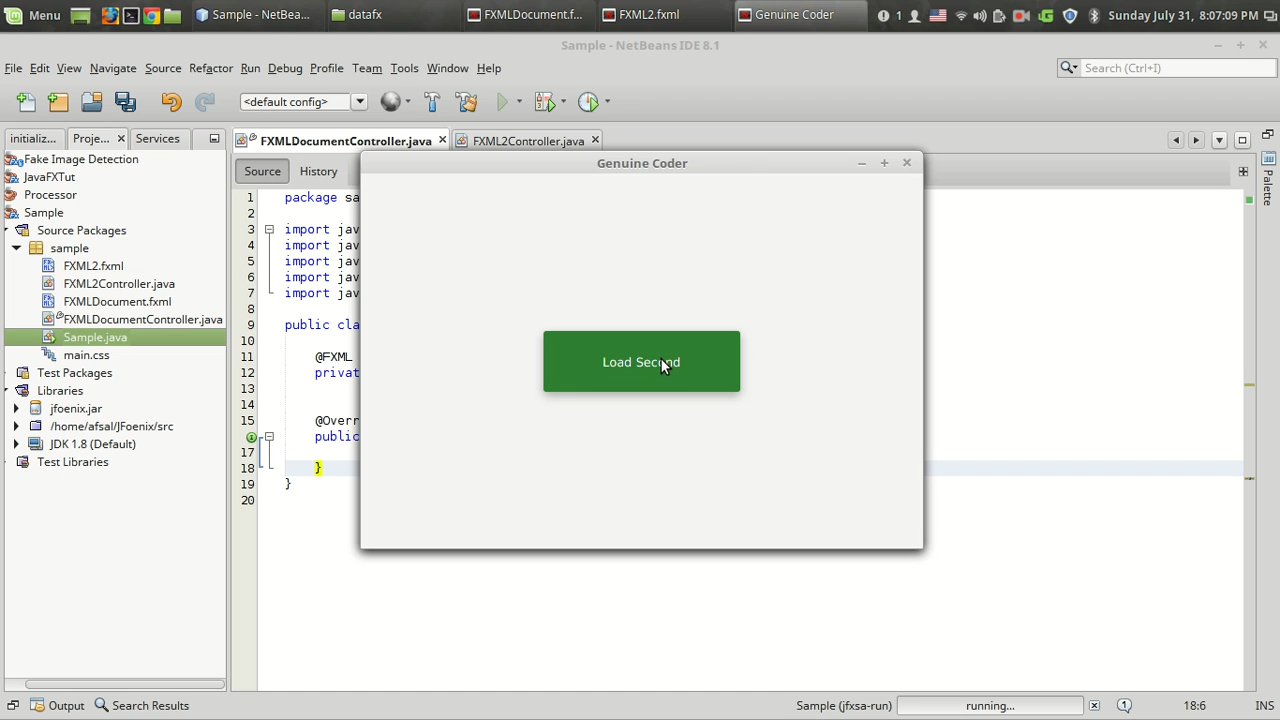 Menu Sample - NetBea... datafx FXMLDocument.f... FXML2.fxml Genuine Coder 1 Sunday July 31, 8:07:09 PM
Sample - NetBeans IDE 8.1
File Edit View Navigate Source Refactor Run Debug Profile Team Tools Window Help Search (Ctrl+I)
<default config>
initializ... Proje... Services FXMLDocumentController.java FXML2Controller.java
Fake Image Detection
JavaFXTut
Processor
Sample
Source Packages
sample
FXML2.fxml
FXML2Controller.java
FXMLDocument.fxml
FXMLDocumentController.java
Sample.java
main.css
Test Packages
Libraries
jfoenix.jar
/home/afsal/JFoenix/src
JDK 1.8 (Default)
Test Libraries
Source History
Genuine Coder
Load Second
1 package sa
2
3 import jav
4 import jav
5 import jav
6 import jav
7 import jav
8
9 public cla
10
11 @FXML
12 privat
13
14
15 @Overr
public
17
18 }
19 }
20
Palette
Output Search Results Sample (jfxsa-run) running... 1 18:6 INS